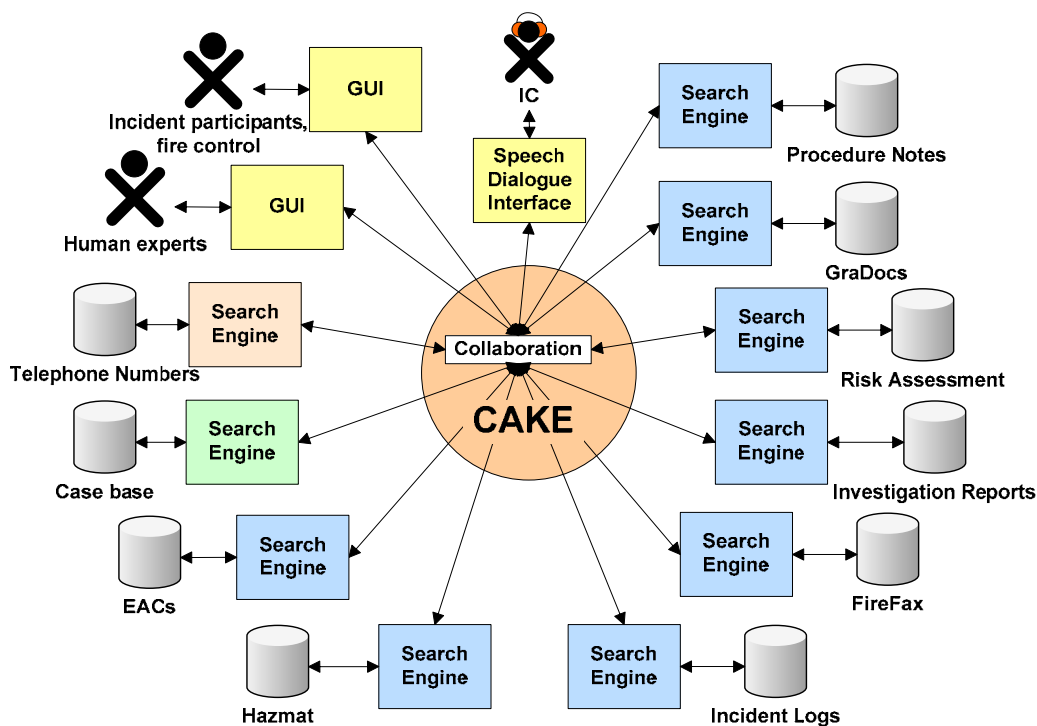 GUI
Incident participants,
fire control
IC
Speech
Dialogue
Interface
Search
Engine
Procedure Notes
GUI
Human experts
Search
Engine
GraDocs
Search
Engine
Telephone Numbers
Collaboration
CAKE
Search
Engine
Risk Assessment
Search
Engine
Case base
Search
Engine
Investigation Reports
Search
Engine
EACs
Search
Engine
FireFax
Search
Engine
Hazmat
Search
Engine
Incident Logs